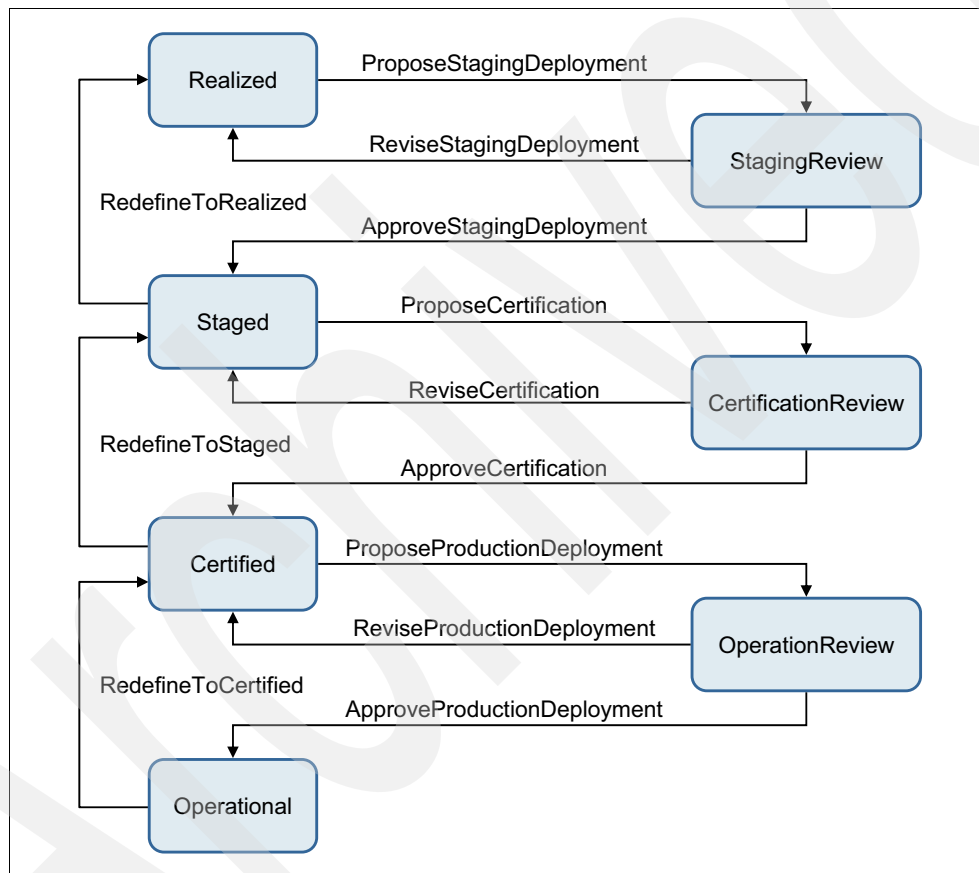 Realized
ProposeStagingDeployment
ReviseStagingDeployment
StagingReview
RedefineToRealized
ApproveStagingDeployment
Staged
ProposeCertification
ReviseCertification
CertificationReview
RedefineToStaged
ApproveCertification
Certified
ProposeProductionDeployment
ReviseProductionDeployment
OperationReview
RedefineToCertified
ApproveProductionDeployment
Operational
Archived